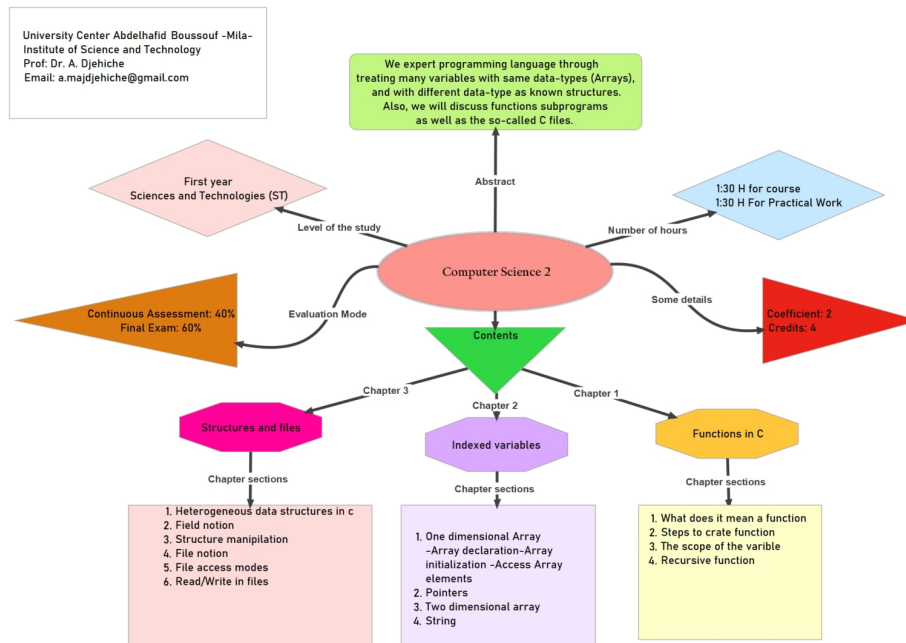 University Center Abdelhafid Boussouf -Mila-
Institute of Science and Technology
Prof: Dr. A. Djehiche
Email: a.majdjehiche@gmail.com
We expert programming language through
treating many variables with same data-types (Arrays),
and with different data-type as known structures.
Also, we will discuss functions subprograms
as well as the so-called C files.
Abstract
First year
Sciences and Technologies (ST)
Level of the study
1:30 H for course
1:30 H For Practical Work
Number of hours
Computer Science 2
Continuous Assessment: 40%
Final Exam: 60%
Evaluation Mode
Some details
Coefficient: 2
Credits: 4
Contents
Chapter 3
Chapter 2
Chapter 1
Structures and files
Indexed variables
Functions in C
Chapter sections
Chapter sections
Chapter sections
1. Heterogeneous data structures in c
2. Field notion
3. Structure manipilation
4. File notion
5. File access modes
6. Read/Write in files
1. One dimensional Array
-Array declaration-Array
initialization -Access Array
elements
2. Pointers
3. Two dimensional array
4. String
1. What does it mean a function
2. Steps to crate function
3. The scope of the varible
4. Recursive function